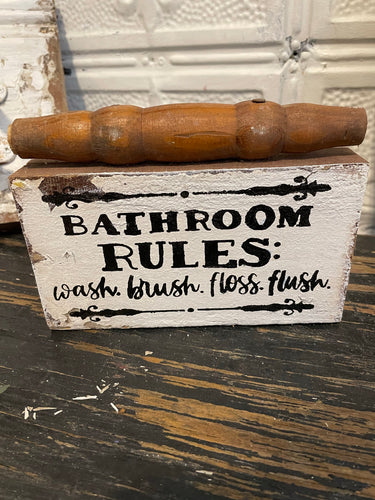 BATHROOM
RULES:
wash. brush. floss. flush.